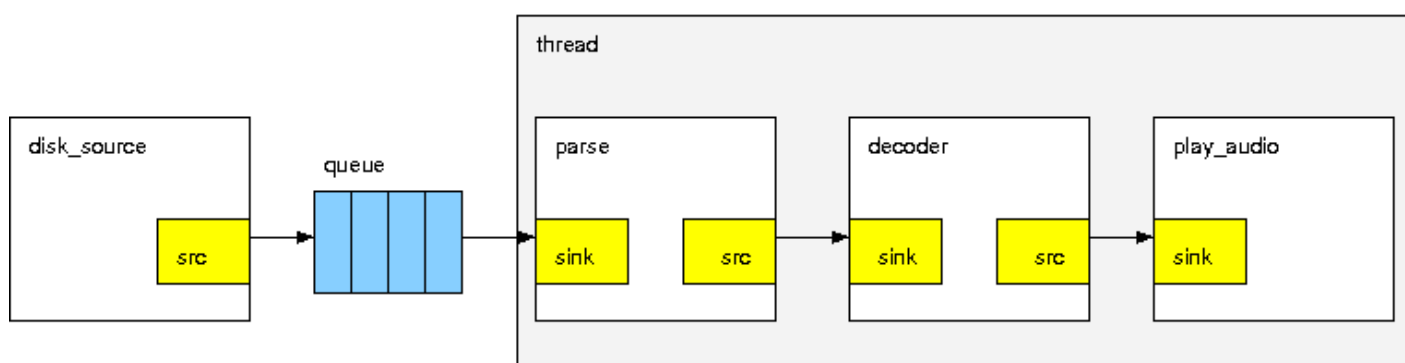 thread
disk_source
queue
parse
decoder
play_audio
src
sink
src
sink
src
sink